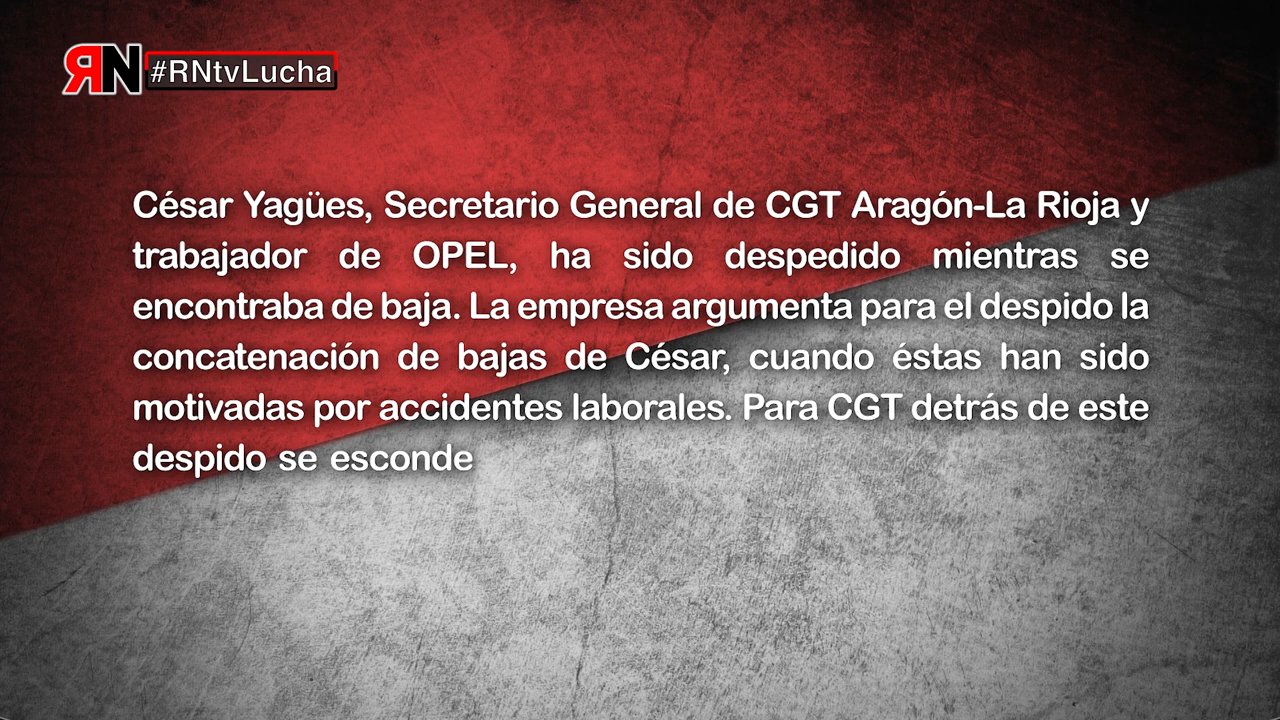 RN #RNtvLucha
César Yagües, Secretario General de CGT Aragón-La Rioja y
trabajador de OPEL, ha sido despedido mientras se
encontraba de baja. La empresa argumenta para el despido la
concatenación de bajas de César, cuando éstas han sido
motivadas por accidentes laborales. Para CGT detrás de este
despido se esconde